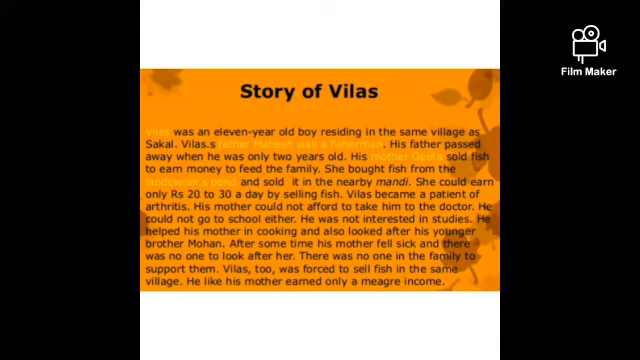 Film Maker
Story of Vilas
Vilas was an eleven-year old boy residing in the same village as
Sakal. Vilas.s father Mahesh was a fisherman. His father passed
away when he was only two years old. His mother Geeta sold fish
to earn money to feed the family. She bought fish from the
landowner.s pond and sold it in the nearby mandi. She could earn
only Rs 20 to 30 a day by selling fish. Vilas became a patient of
arthritis. His mother could not afford to take him to the doctor. He
could not go to school either. He was not interested in studies. He
helped his mother in cooking and also looked after his younger
brother Mohan. After some time his mother fell sick and there
was no one to look after her. There was no one in the family to
support them. Vilas, too, was forced to sell fish in the same
village. He like his mother earned only a meagre income.